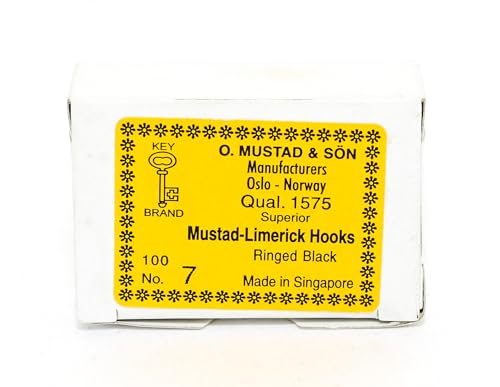 KEY
BRAND
O. MUSTAD & SÖN
Manufacturers
Oslo - Norway
Qual. 1575
Superior
Mustad-Limerick Hooks
Ringed Black
100
No. 7
Made in Singapore